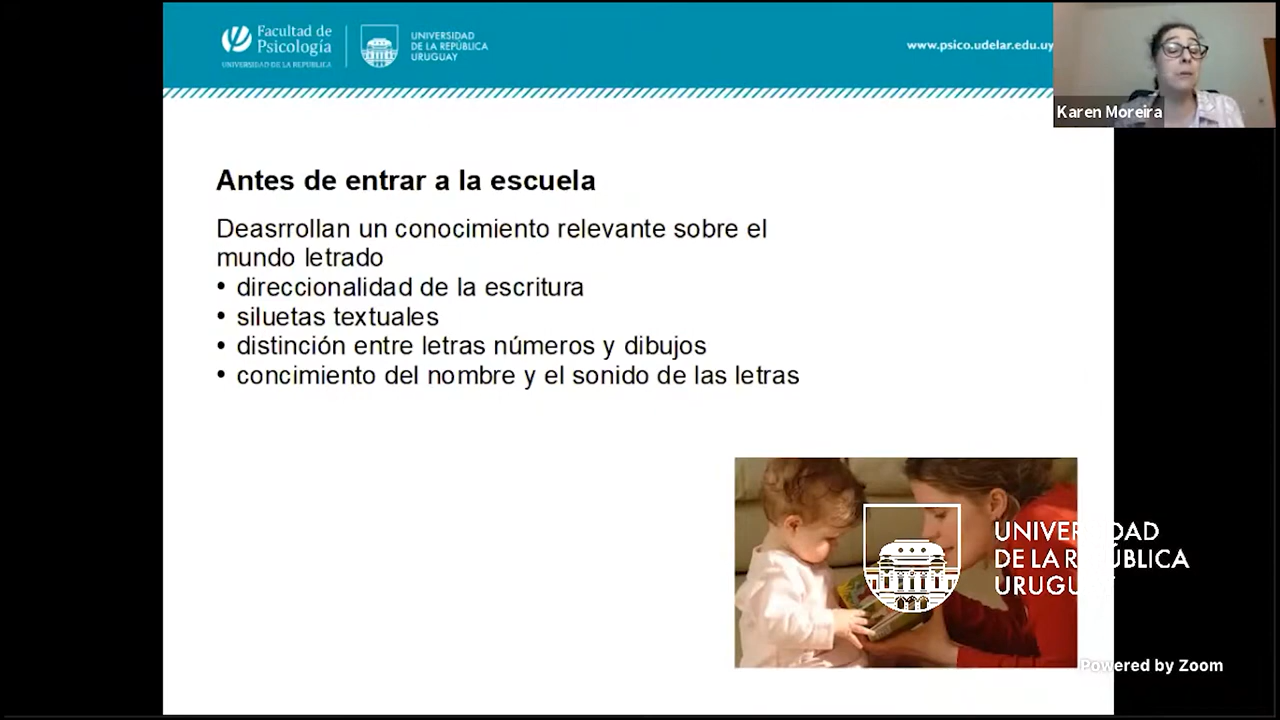 Facultad de
Psicología
UNIVERSIDAD DE LA REPÚBLICA
UNIVERSIDAD
DE LA REPÚBLICA
URUGUAY
www.psico.udelar.edu.uy
Karen Moreira
Antes de entrar a la escuela
Deasrrollan un conocimiento relevante sobre el
mundo letrado
• direccionalidad de la escritura
• siluetas textuales
• distinción entre letras números y dibujos
• concimiento del nombre y el sonido de las letras
UNIVERSIDAD
DE LA REPÚBLICA
URUGUAY
Powered by Zoom